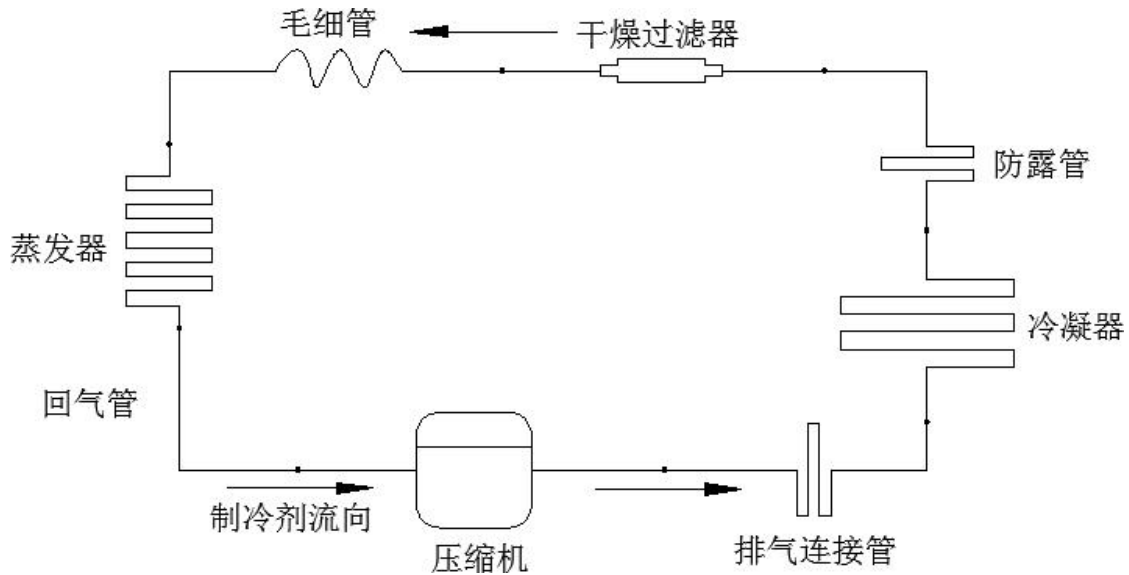 毛细管
干燥过滤器
防露管
蒸发器
冷凝器
回气管
制冷剂流向
压缩机
排气连接管